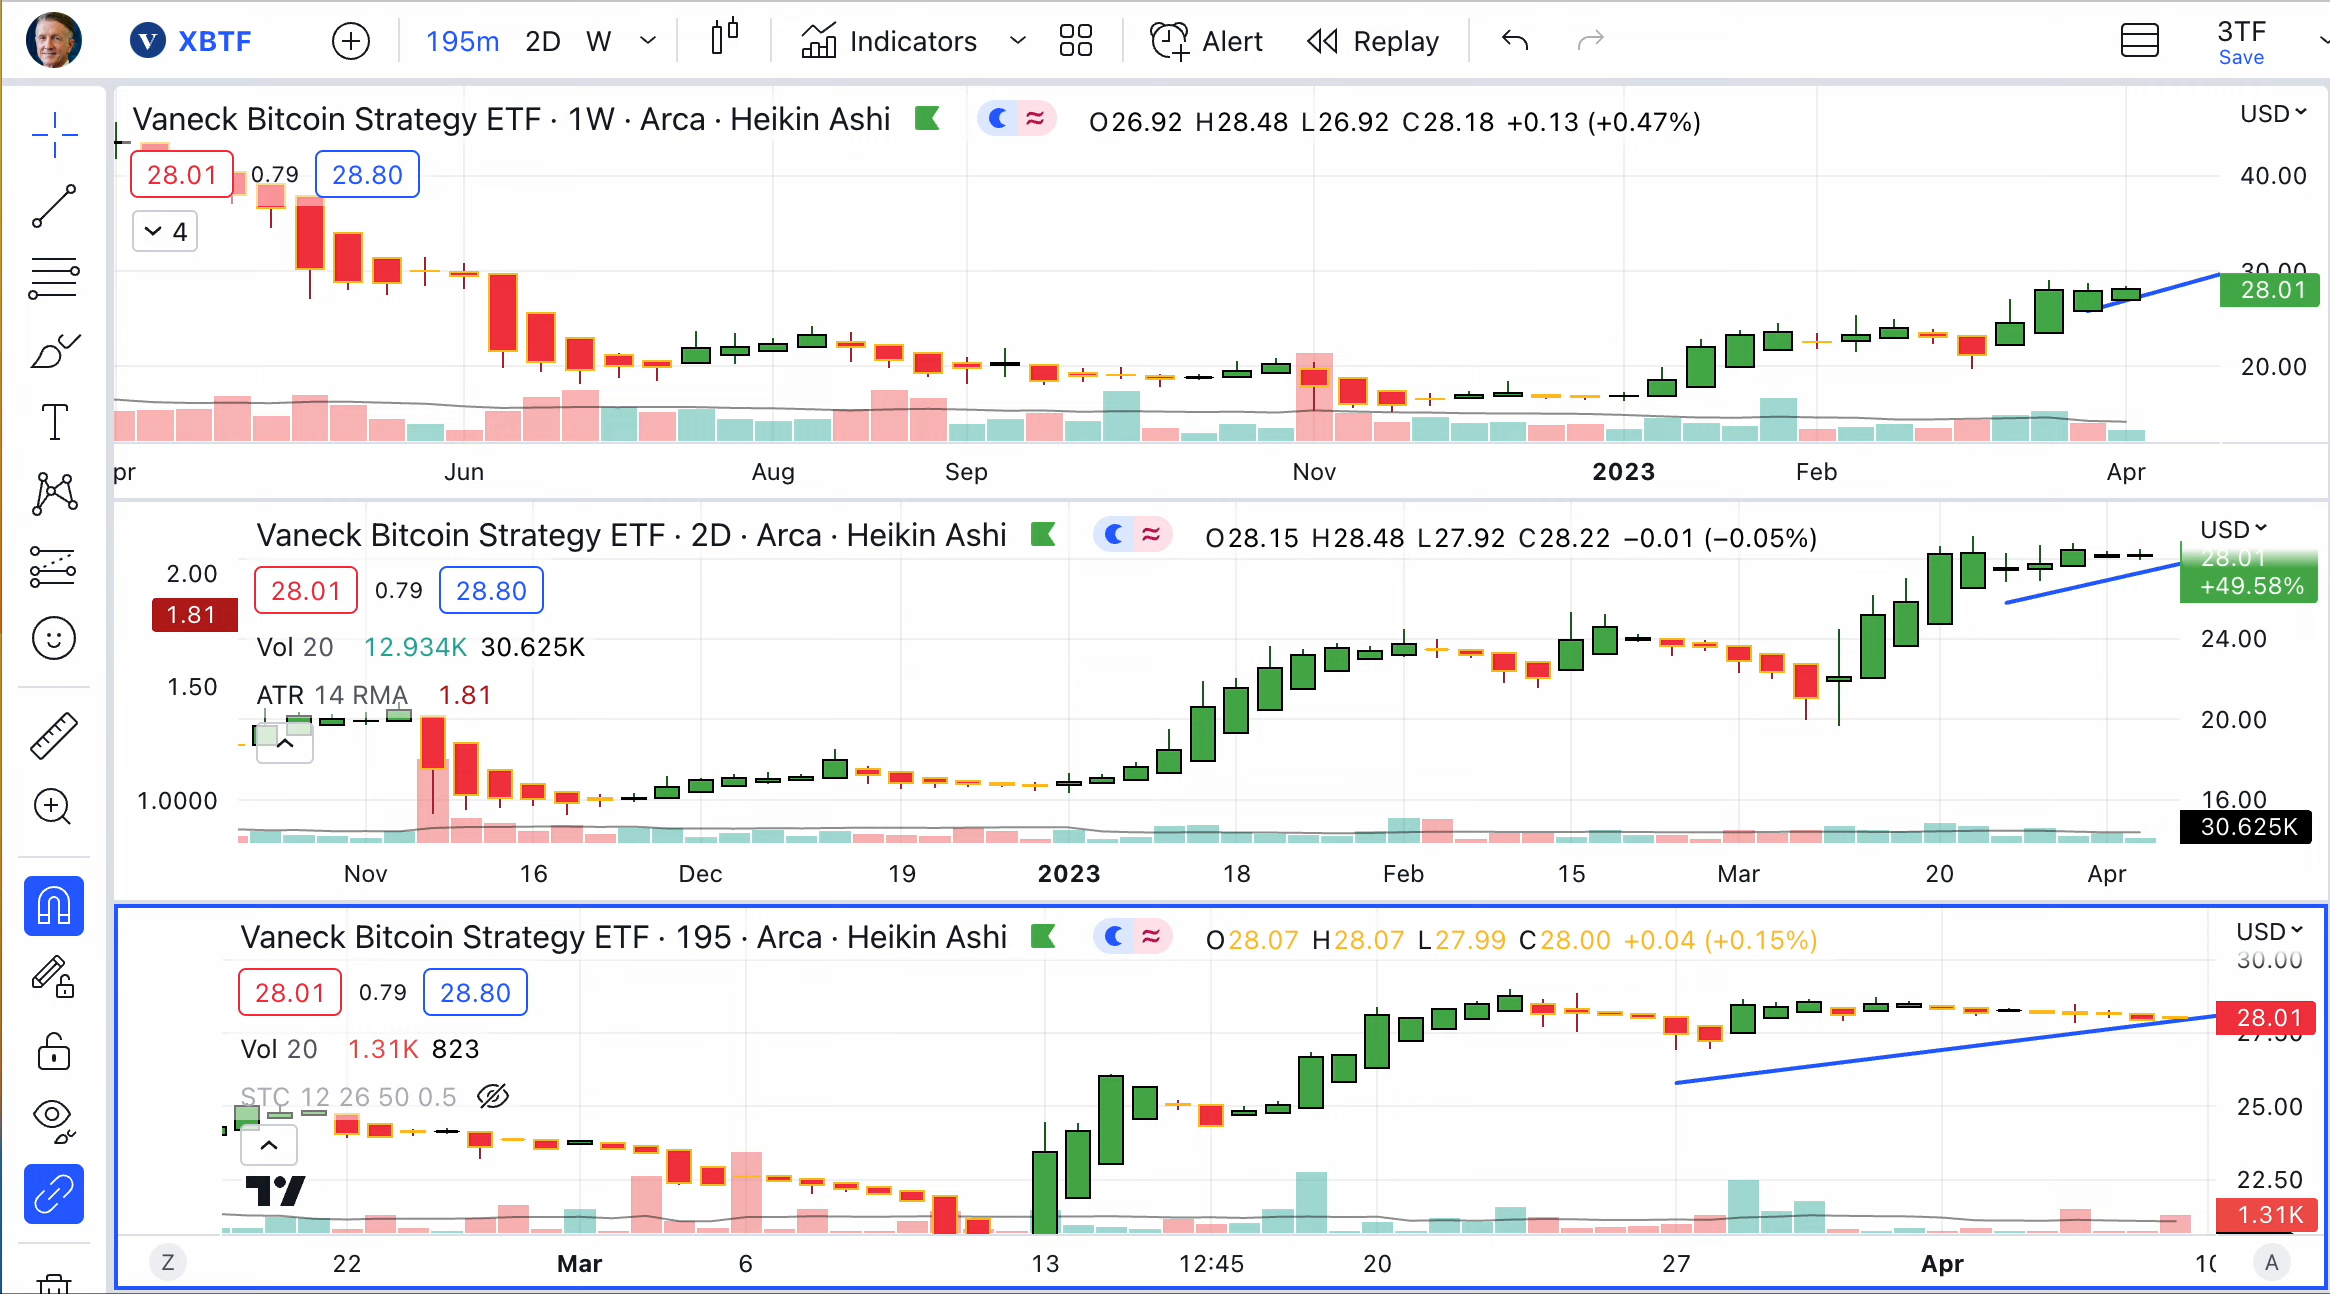 XBTF 195m 2D W Indicators Alert Replay 3TF
Save
Vaneck Bitcoin Strategy ETF · 1W · Arca · Heikin Ashi O26.92 H28.48 L26.92 C28.18 +0.13 (+0.47%) USD
28.01 0.79 28.80
4
40.00
30.00
28.01
20.00
pr Jun Aug Sep Nov 2023 Feb Apr
Vaneck Bitcoin Strategy ETF · 2D · Arca · Heikin Ashi O28.15 H28.48 L27.92 C28.22 −0.01 (−0.05%) USD
28.01 0.79 28.80
Vol 20 12.934K 30.625K
ATR 14 RMA 1.81
2.00
1.81
1.50
1.0000
28.01
+49.58%
24.00
20.00
16.00
30.625K
Nov 16 Dec 19 2023 18 Feb 15 Mar 20 Apr
Vaneck Bitcoin Strategy ETF · 195 · Arca · Heikin Ashi O28.07 H28.07 L27.99 C28.00 +0.04 (+0.15%) USD
28.01 0.79 28.80
Vol 20 1.31K 823
STC 12 26 50 0.5
30.00
28.01
27.50
25.00
22.50
1.31K
Z 22 Mar 6 13 12:45 20 27 Apr 10 A